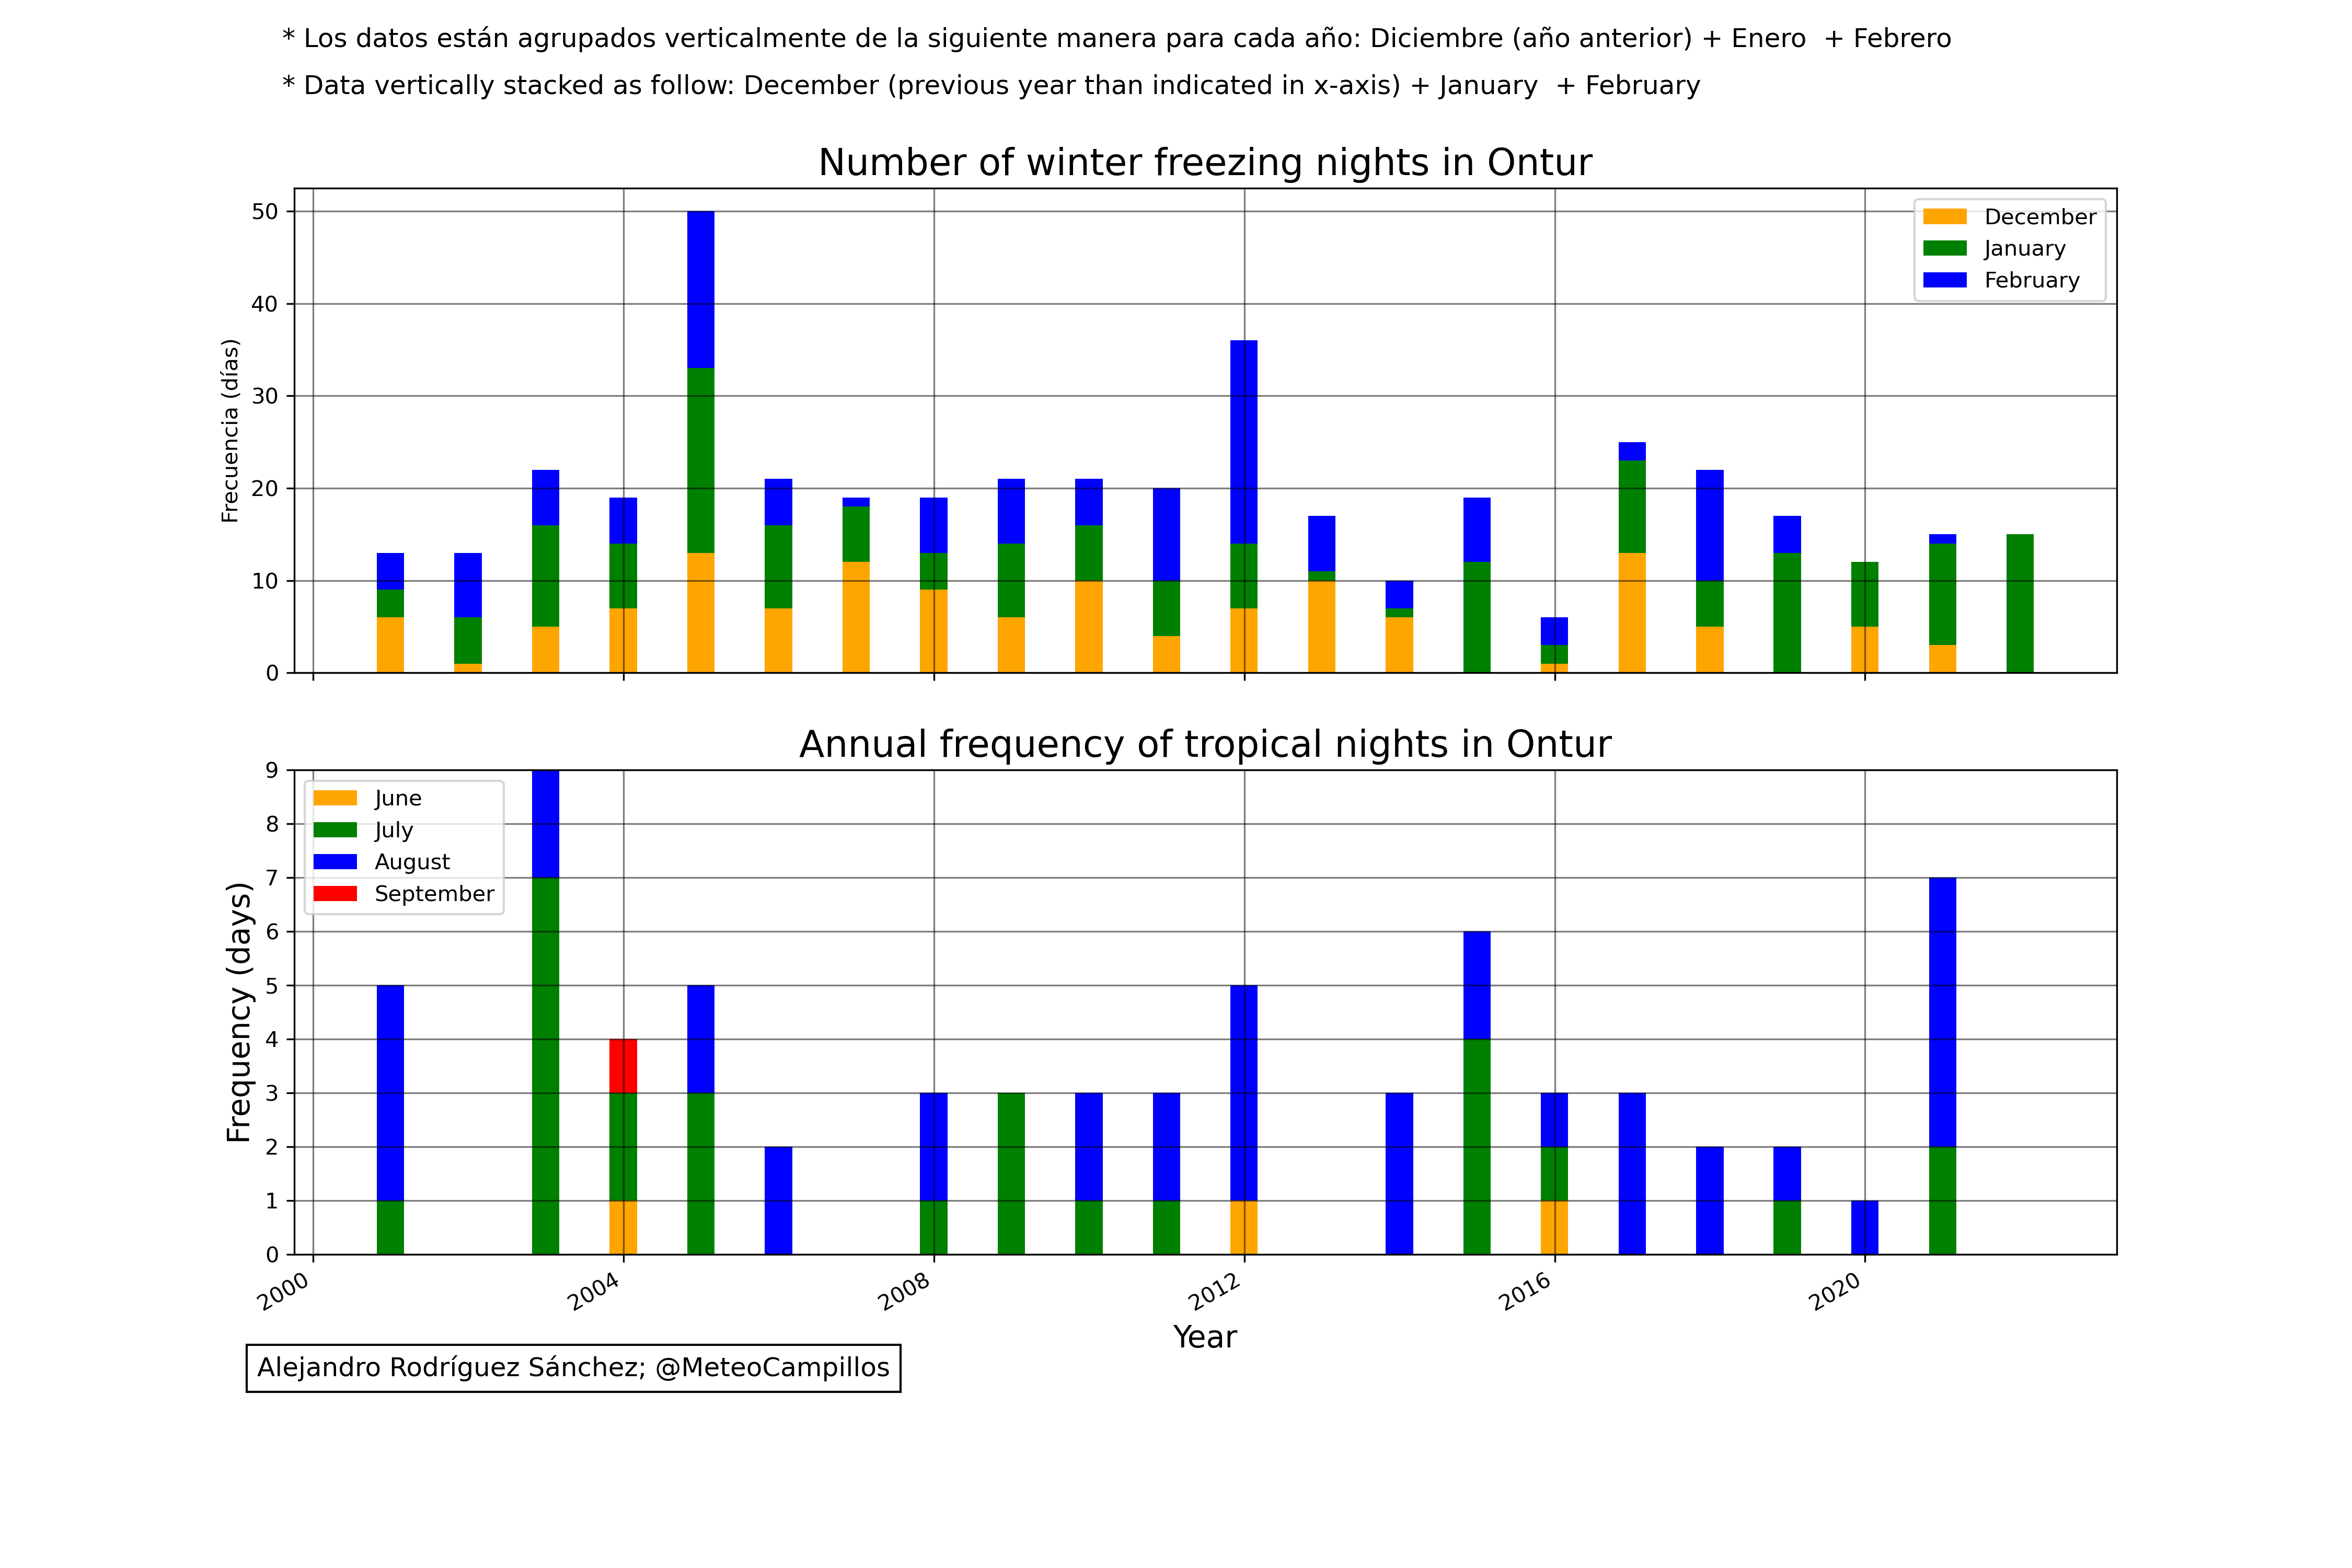 * Los datos están agrupados verticalmente de la siguiente manera para cada año: Diciembre (año anterior) + Enero  + Febrero
* Data vertically stacked as follow: December (previous year than indicated in x-axis) + January  + February
Number of winter freezing nights in Ontur
50
40
30
20
10
0
Frecuencia (días)
December
January
February
Annual frequency of tropical nights in Ontur
9
8
7
6
5
4
3
2
1
0
Frequency (days)
June
July
August
September
2000
2004
2008
2012
2016
2020
Year
Alejandro Rodríguez Sánchez; @MeteoCampillos